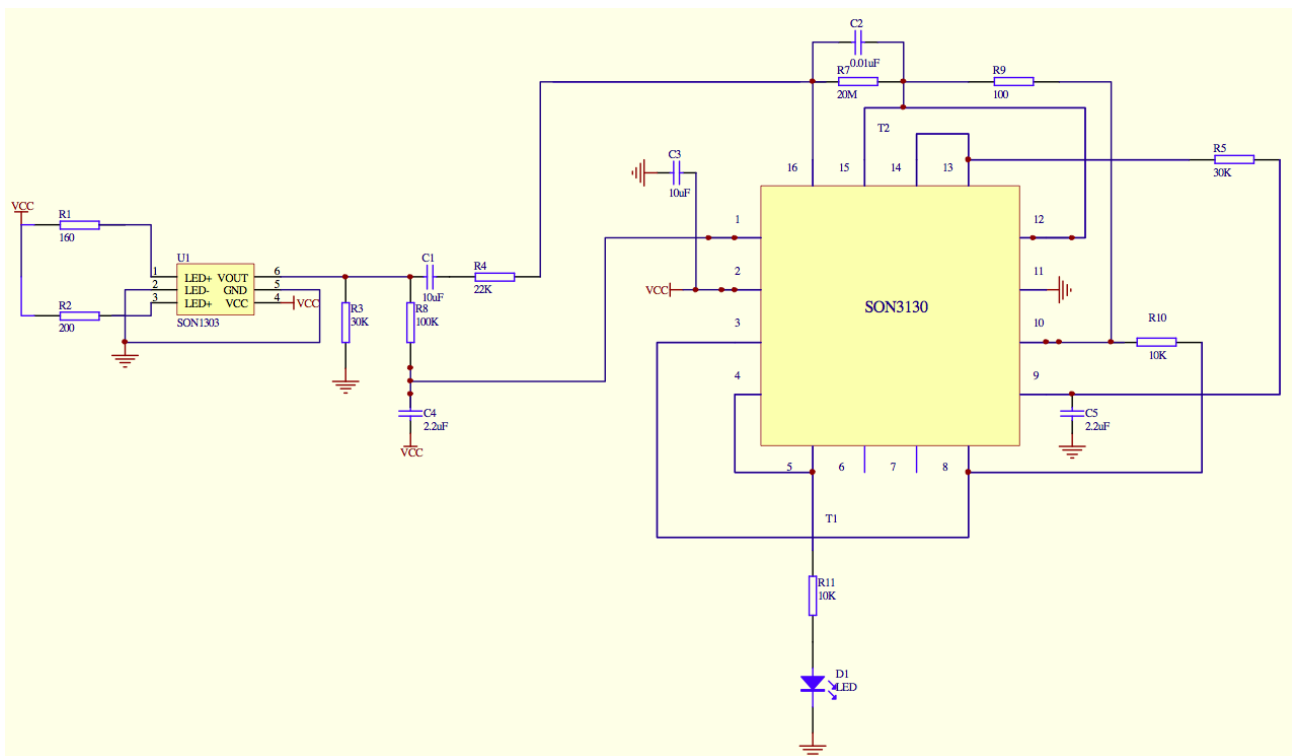 C2
0.01uF
R7
20M
R9
100
T2
C3
10uF
16
15
14
13
R5
30K
VCC
R1
160
U1
1
LED+
VOUT
6
2
LED-
GND
5
3
LED+
VCC
4
VCC
SON1303
R2
200
C1
10uF
R4
22K
R3
30K
R8
100K
C4
2.2uF
VCC
1
12
VCC
2
11
SON3130
3
10
R10
10K
4
9
C5
2.2uF
5
6
7
8
T1
R11
10K
D1
LED